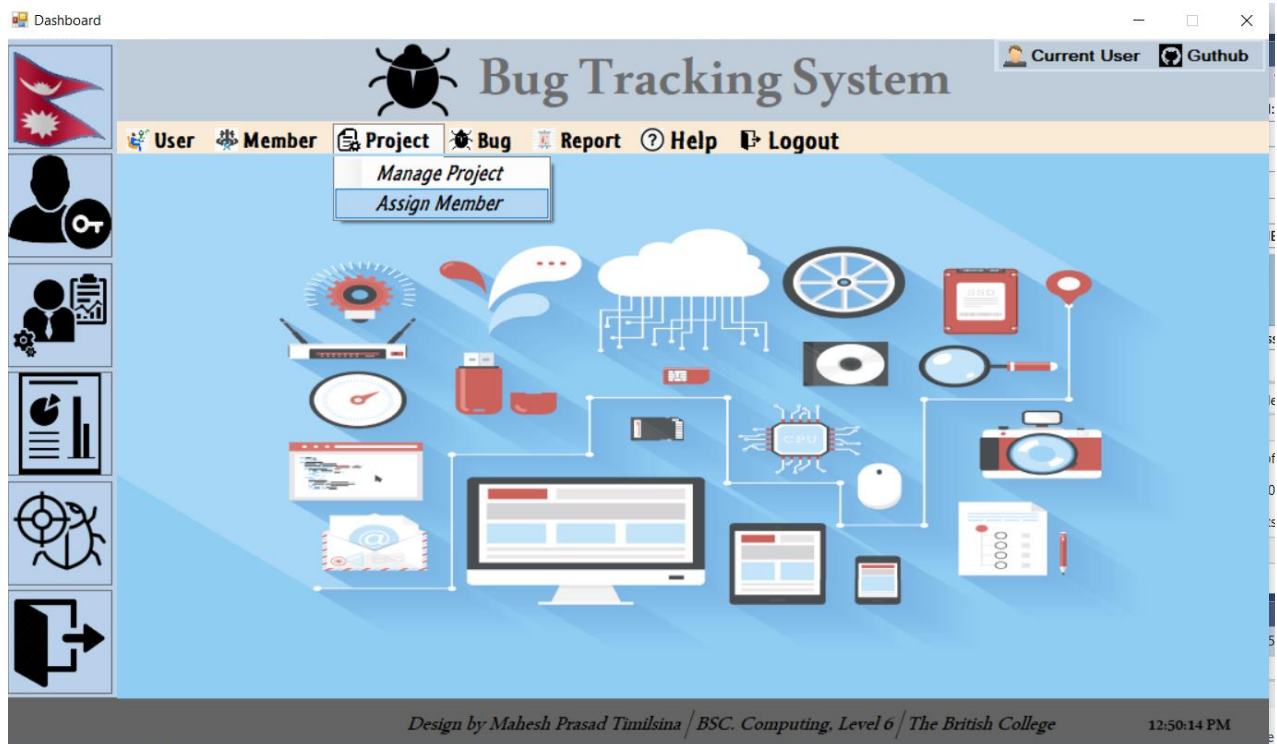 Dashboard
Current User Guthub
Bug Tracking System
User Member Project Bug Report Help Logout
Manage Project
Assign Member
SSD
CPU
@
Design by Mahesh Prasad Timilsina / BSC. Computing, Level 6 / The British College
12:50:14 PM